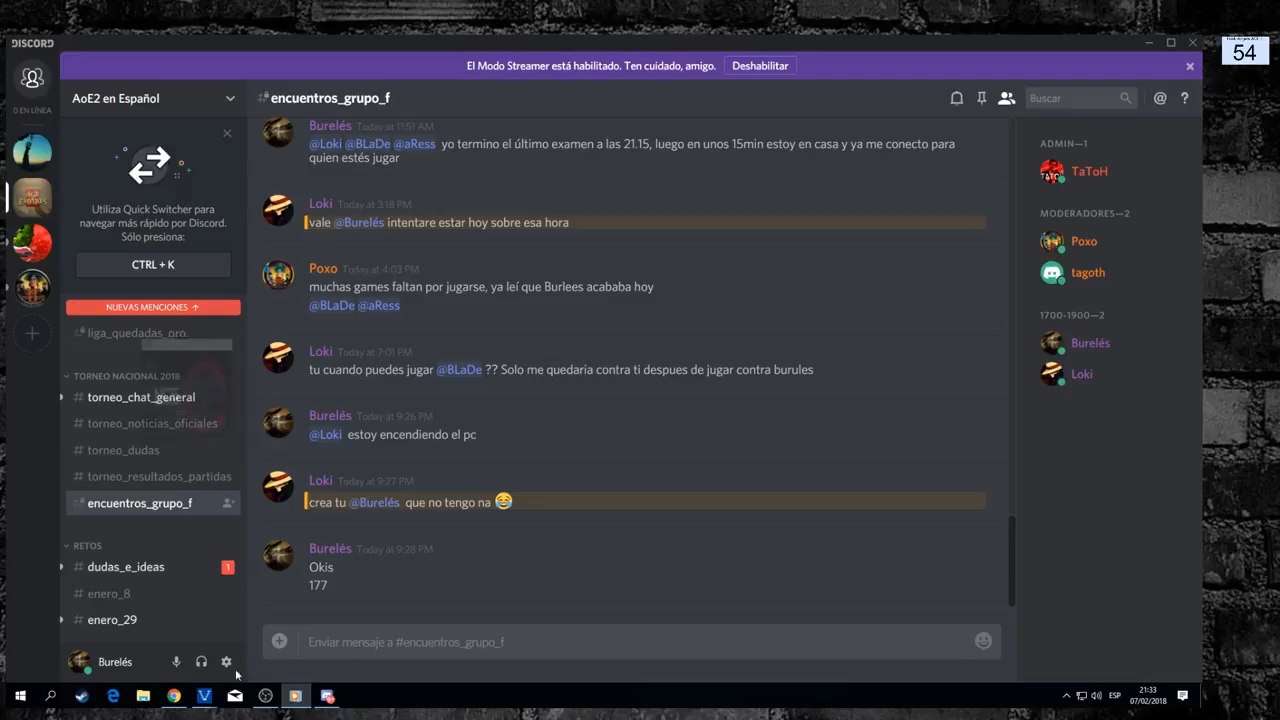 DISCORD
54
El Modo Streamer está habilitado. Ten cuidado, amigo. Deshabilitar
0 EN LÍNEA
AoE2 en Español
Utiliza Quick Switcher para
navegar más rápido por Discord.
Sólo presiona:
CTRL + K
NUEVAS MENCIONES
# liga_quedadas_pro
TORNEO NACIONAL 2018
# torneo_chat_general
# torneo_noticias_oficiales
# torneo_dudas
# torneo_resultados_partidas
# encuentros_grupo_f
RETOS
# dudas_e_ideas 1
# enero_8
# enero_29
Burelés
# encuentros_grupo_f
Buscar
Burelés Today at 11:51 AM
@Loki @BLaDe @aRess yo termino el último examen a las 21.15, luego en unos 15min estoy en casa y ya me conecto para
quien estés jugar
Loki Today at 3:18 PM
vale @Burelés intentare estar hoy sobre esa hora
Poxo Today at 4:03 PM
muchas games faltan por jugarse, ya leí que Burlees acababa hoy
@BLaDe @aRess
Loki Today at 7:01 PM
tu cuando puedes jugar @BLaDe ?? Solo me quedaria contra ti despues de jugar contra burules
Burelés Today at 9:26 PM
@Loki estoy encendiendo el pc
Loki Today at 9:27 PM
crea tu @Burelés que no tengo na 😂
Burelés Today at 9:28 PM
Okis
177
Enviar mensaje a #encuentros_grupo_f
ADMIN—1
TaToH
MODERADORES—2
Poxo
tagoth
1700-1900—2
Burelés
Loki
ESP
21:33
07/02/2018